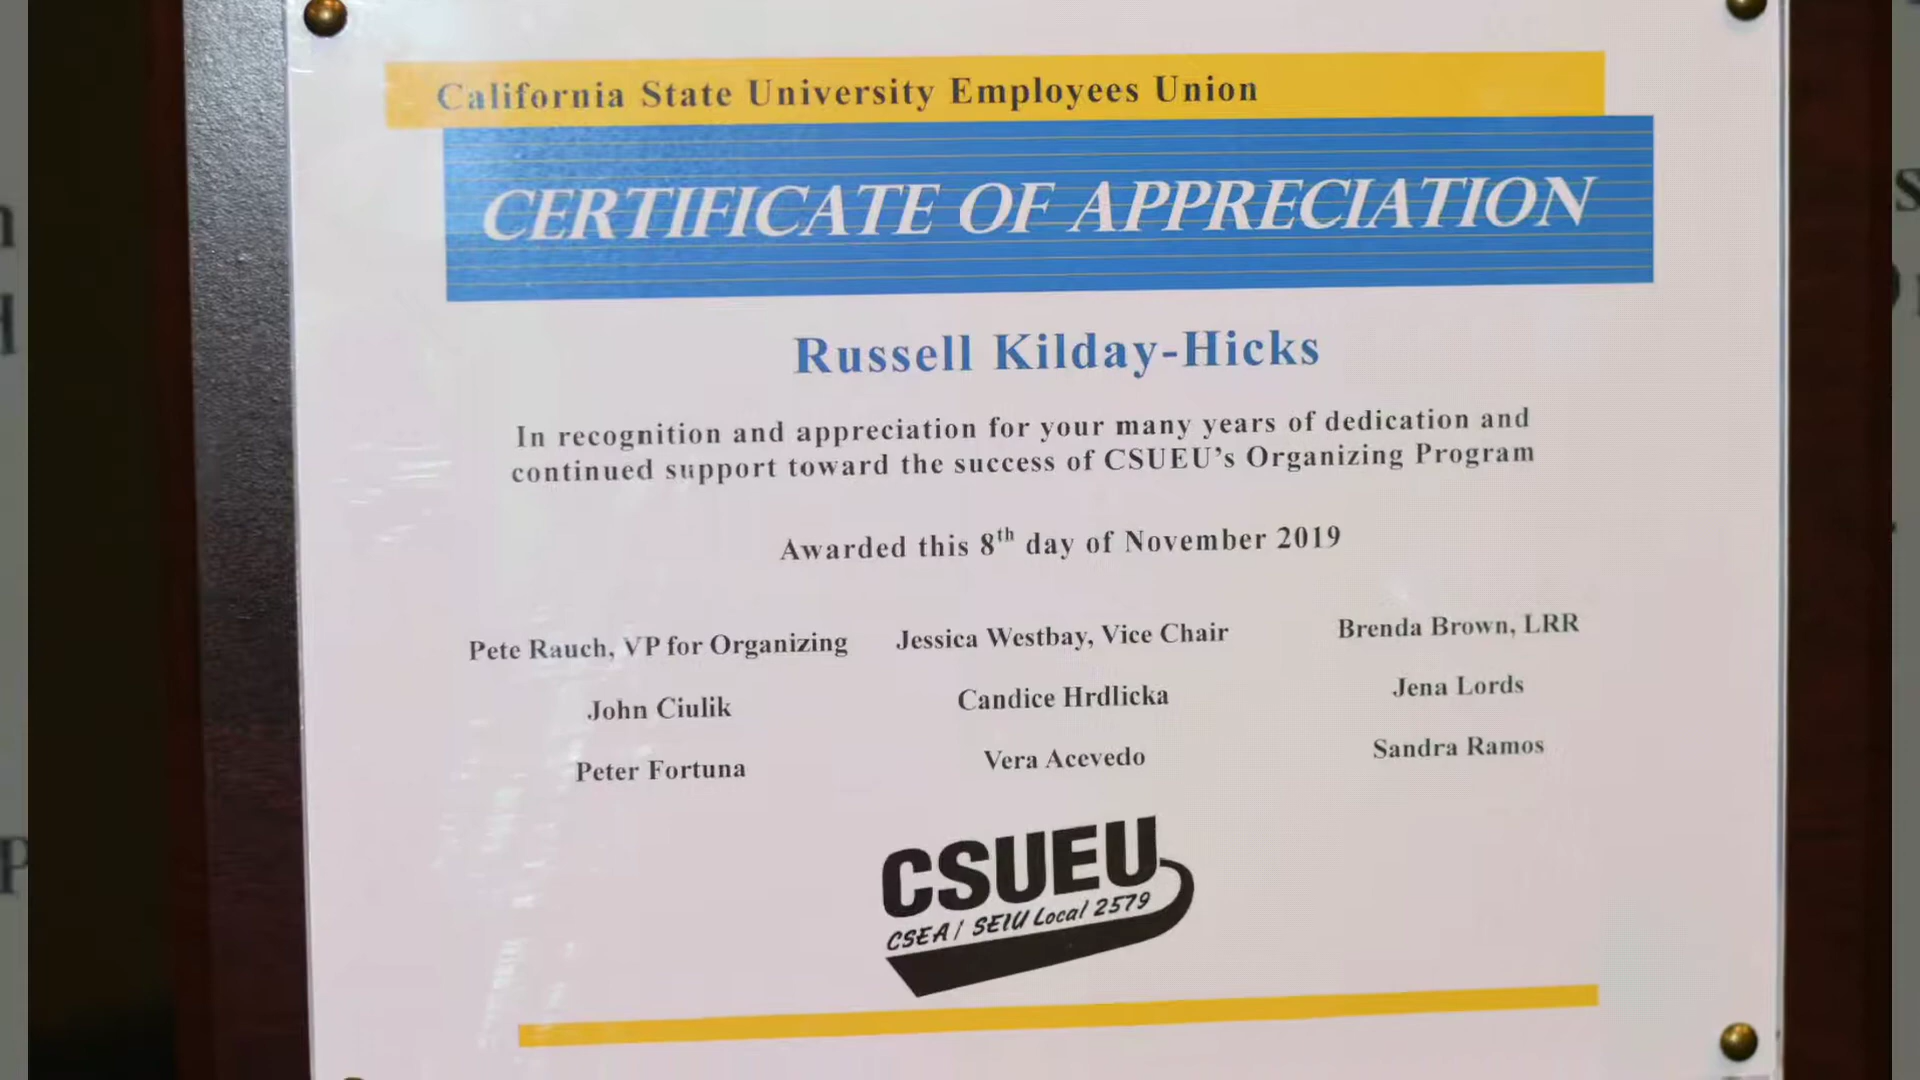 California State University Employees Union
CERTIFICATE OF APPRECIATION
Russell Kilday-Hicks
In recognition and appreciation for your many years of dedication and
continued support toward the success of CSUEU's Organizing Program
Awarded this 8th day of November 2019
Pete Rauch, VP for Organizing Jessica Westbay, Vice Chair Brenda Brown, LRR
John Ciulik Candice Hrdlicka Jena Lords
Peter Fortuna Vera Acevedo Sandra Ramos
CSUEU
CSEA / SEIU Local 2579